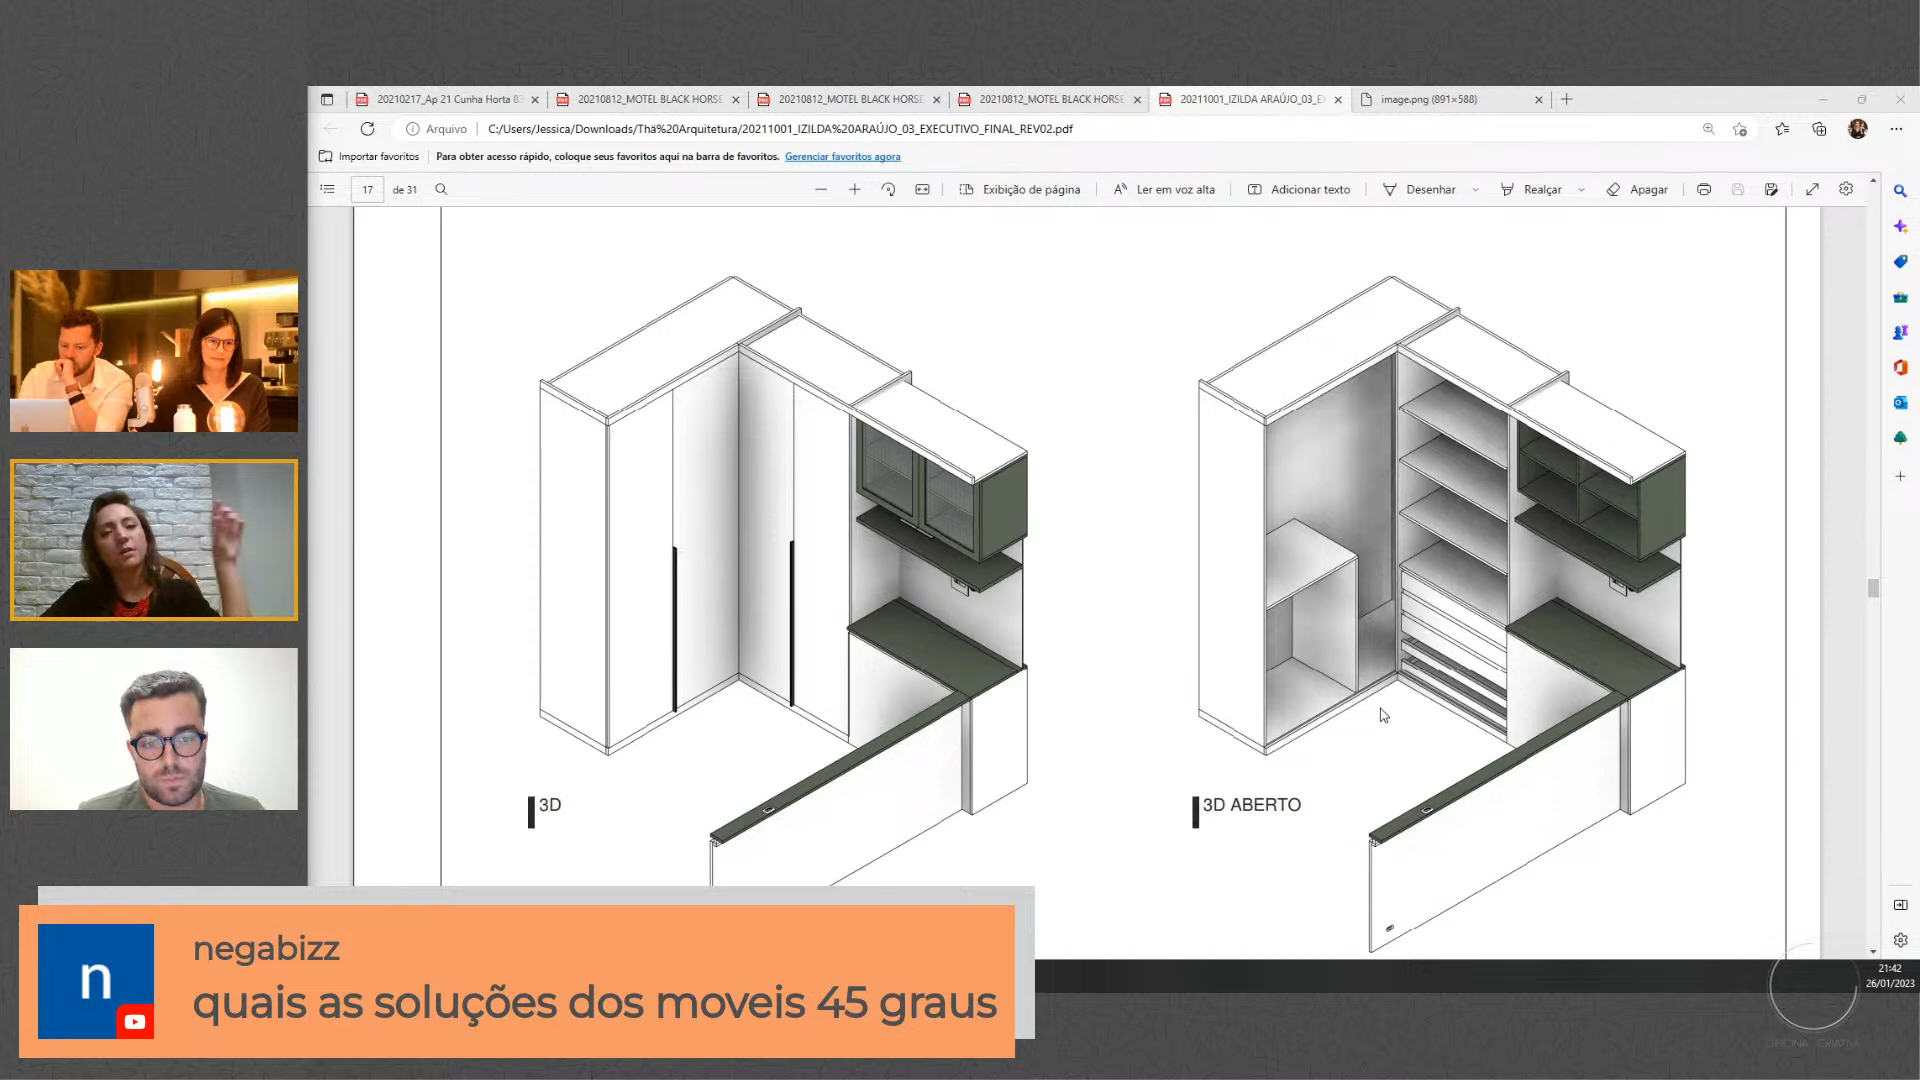 20210217_Ap 21 Cunha Horta 83
20210812_MOTEL BLACK HORSE
20210812_MOTEL BLACK HORSE
20210812_MOTEL BLACK HORSE
20211001_IZILDA ARAÚJO_03_E
image.png (891×588)
Arquivo
C:/Users/Jessica/Downloads/Thá%20Arquitetura/20211001_IZILDA%20ARAÚJO_03_EXECUTIVO_FINAL_REV02.pdf
Importar favoritos
Para obter acesso rápido, coloque seus favoritos aqui na barra de favoritos.
Gerenciar favoritos agora
17
de 31
Exibição de página
Ler em voz alta
Adicionar texto
Desenhar
Realçar
Apagar
3D
3D ABERTO
n
negabizz
quais as soluções dos moveis 45 graus
21:42
26/01/2023
OFICINA CRIATIVA